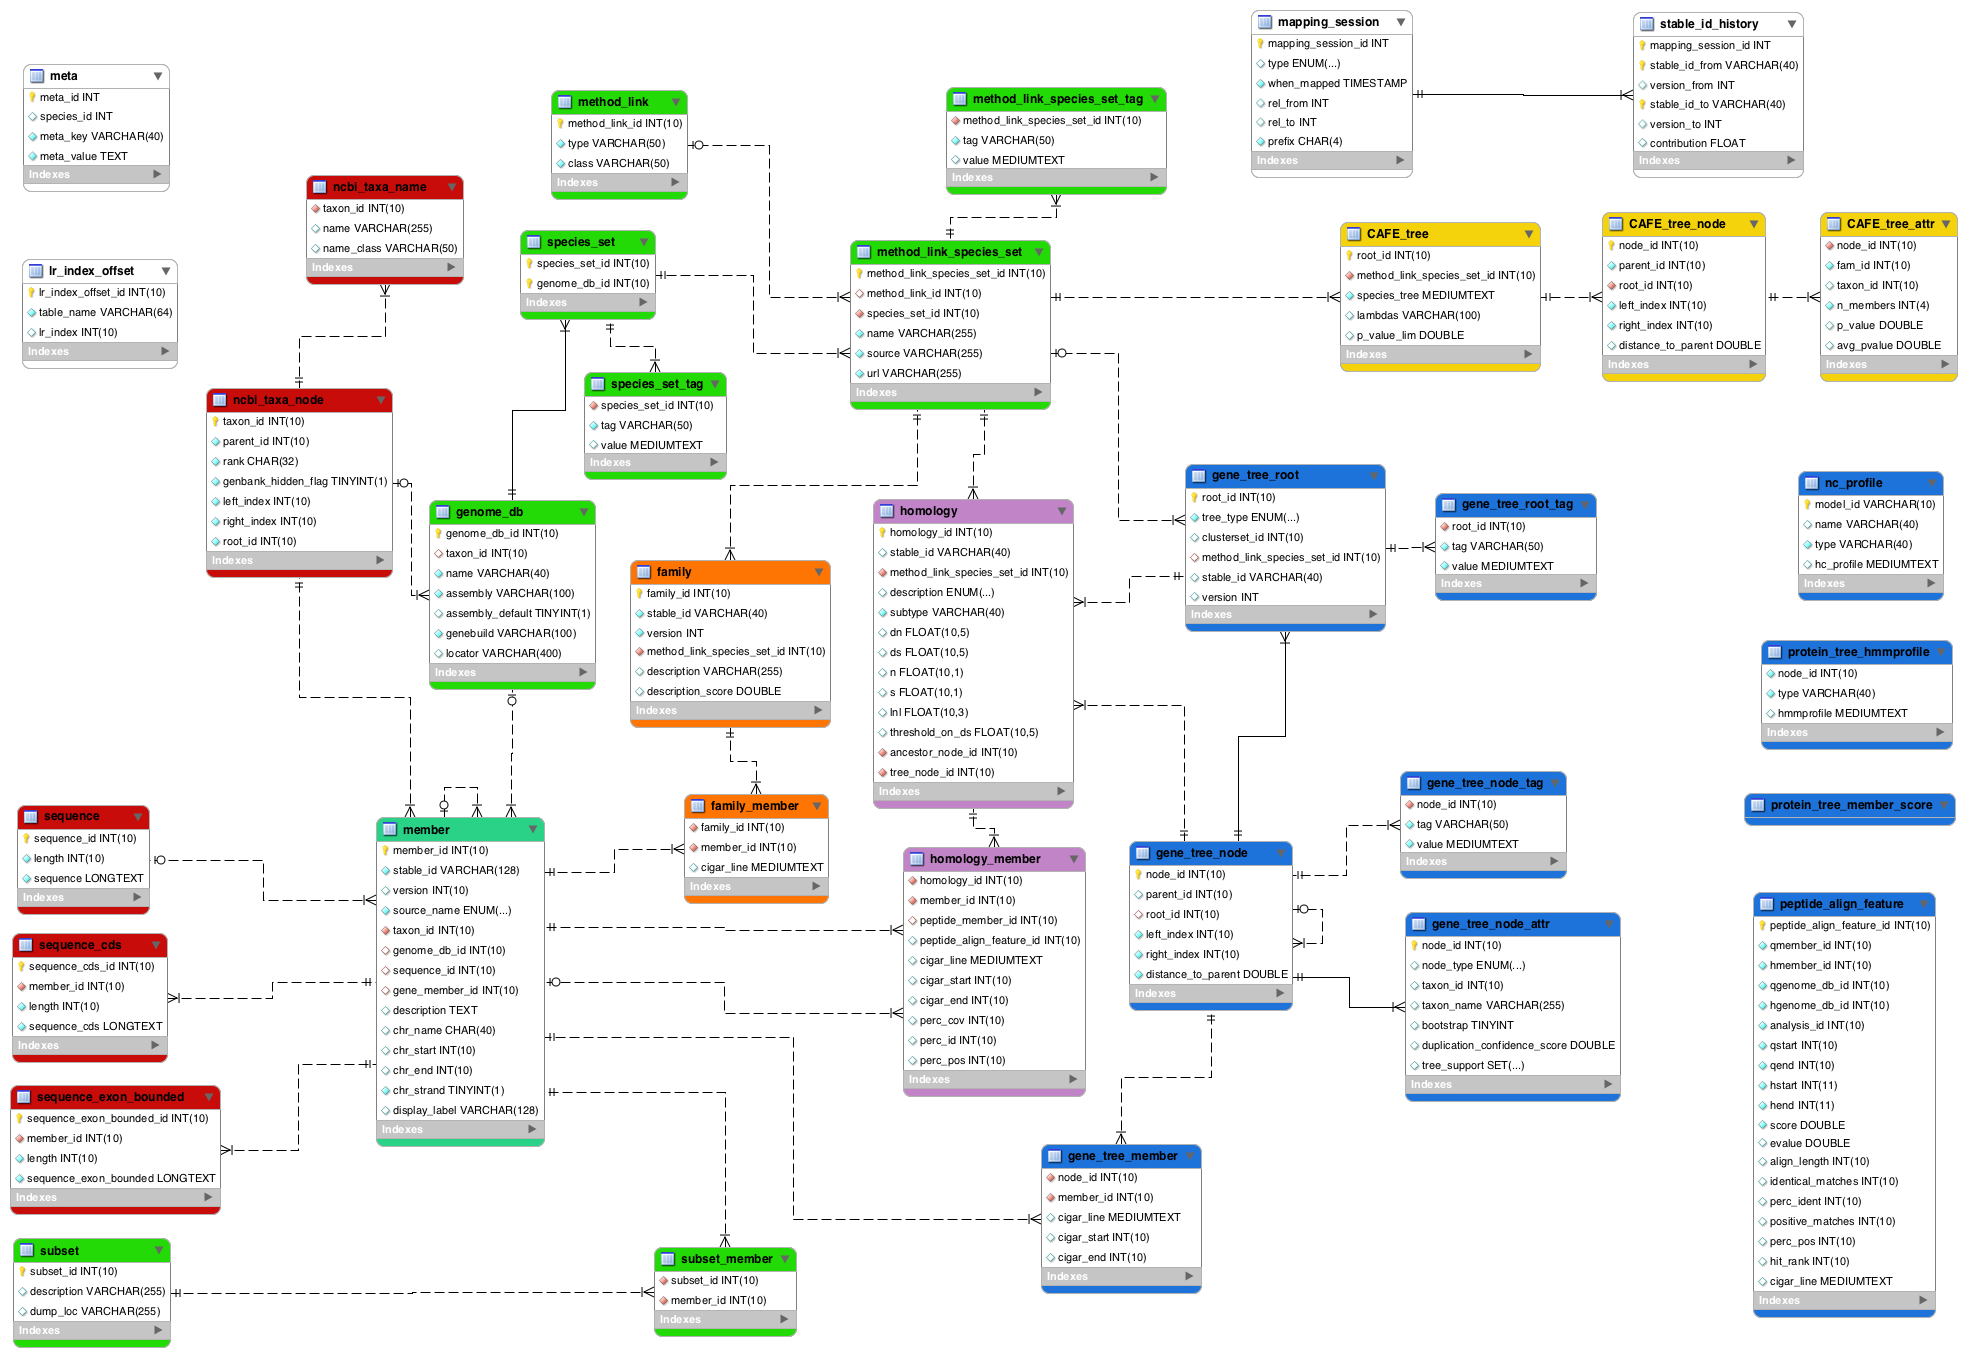 meta
meta_id INT
species_id INT
meta_key VARCHAR(40)
meta_value TEXT
Indexes
lr_index_offset
lr_index_offset_id INT(10)
table_name VARCHAR(64)
lr_index INT(10)
Indexes
ncbi_taxa_name
taxon_id INT(10)
name VARCHAR(255)
name_class VARCHAR(50)
Indexes
ncbi_taxa_node
taxon_id INT(10)
parent_id INT(10)
rank CHAR(32)
genbank_hidden_flag TINYINT(1)
left_index INT(10)
right_index INT(10)
root_id INT(10)
Indexes
method_link
method_link_id INT(10)
type VARCHAR(50)
class VARCHAR(50)
Indexes
species_set
species_set_id INT(10)
genome_db_id INT(10)
Indexes
species_set_tag
species_set_id INT(10)
tag VARCHAR(50)
value MEDIUMTEXT
Indexes
genome_db
genome_db_id INT(10)
taxon_id INT(10)
name VARCHAR(40)
assembly VARCHAR(100)
assembly_default TINYINT(1)
genebuild VARCHAR(100)
locator VARCHAR(400)
Indexes
method_link_species_set_tag
method_link_species_set_id INT(10)
tag VARCHAR(50)
value MEDIUMTEXT
Indexes
method_link_species_set
method_link_species_set_id INT(10)
method_link_id INT(10)
species_set_id INT(10)
name VARCHAR(255)
source VARCHAR(255)
url VARCHAR(255)
Indexes
mapping_session
mapping_session_id INT
type ENUM(...)
when_mapped TIMESTAMP
rel_from INT
rel_to INT
prefix CHAR(4)
Indexes
stable_id_history
mapping_session_id INT
stable_id_from VARCHAR(40)
version_from INT
stable_id_to VARCHAR(40)
version_to INT
contribution FLOAT
Indexes
CAFE_tree
root_id INT(10)
method_link_species_set_id INT(10)
species_tree MEDIUMTEXT
lambdas VARCHAR(100)
p_value_lim DOUBLE
Indexes
CAFE_tree_node
node_id INT(10)
parent_id INT(10)
root_id INT(10)
left_index INT(10)
right_index INT(10)
distance_to_parent DOUBLE
Indexes
CAFE_tree_attr
node_id INT(10)
fam_id INT(10)
taxon_id INT(10)
n_members INT(4)
p_value DOUBLE
avg_pvalue DOUBLE
Indexes
family
family_id INT(10)
stable_id VARCHAR(40)
version INT
method_link_species_set_id INT(10)
description VARCHAR(255)
description_score DOUBLE
Indexes
family_member
family_id INT(10)
member_id INT(10)
cigar_line MEDIUMTEXT
Indexes
homology
homology_id INT(10)
stable_id VARCHAR(40)
method_link_species_set_id INT(10)
description ENUM(...)
subtype VARCHAR(40)
dn FLOAT(10,5)
ds FLOAT(10,5)
n FLOAT(10,1)
s FLOAT(10,1)
lnl FLOAT(10,3)
threshold_on_ds FLOAT(10,5)
ancestor_node_id INT(10)
tree_node_id INT(10)
Indexes
homology_member
homology_id INT(10)
member_id INT(10)
peptide_member_id INT(10)
peptide_align_feature_id INT(10)
cigar_line MEDIUMTEXT
cigar_start INT(10)
cigar_end INT(10)
perc_cov INT(10)
perc_id INT(10)
perc_pos INT(10)
Indexes
gene_tree_root
root_id INT(10)
tree_type ENUM(...)
clusterset_id INT(10)
method_link_species_set_id INT(10)
stable_id VARCHAR(40)
version INT
Indexes
gene_tree_root_tag
root_id INT(10)
tag VARCHAR(50)
value MEDIUMTEXT
Indexes
nc_profile
model_id VARCHAR(10)
name VARCHAR(40)
type VARCHAR(40)
hc_profile MEDIUMTEXT
Indexes
protein_tree_hmmprofile
node_id INT(10)
type VARCHAR(40)
hmmprofile MEDIUMTEXT
Indexes
protein_tree_member_score
gene_tree_node
node_id INT(10)
parent_id INT(10)
root_id INT(10)
left_index INT(10)
right_index INT(10)
distance_to_parent DOUBLE
Indexes
gene_tree_node_tag
node_id INT(10)
tag VARCHAR(50)
value MEDIUMTEXT
Indexes
gene_tree_node_attr
node_id INT(10)
node_type ENUM(...)
taxon_id INT(10)
taxon_name VARCHAR(255)
bootstrap TINYINT
duplication_confidence_score DOUBLE
tree_support SET(...)
Indexes
peptide_align_feature
peptide_align_feature_id INT(10)
qmember_id INT(10)
hmember_id INT(10)
qgenome_db_id INT(10)
hgenome_db_id INT(10)
analysis_id INT(10)
qstart INT(10)
qend INT(10)
hstart INT(11)
hend INT(11)
score DOUBLE
evalue DOUBLE
align_length INT(10)
identical_matches INT(10)
perc_ident INT(10)
positive_matches INT(10)
perc_pos INT(10)
hit_rank INT(10)
cigar_line MEDIUMTEXT
Indexes
sequence
sequence_id INT(10)
length INT(10)
sequence LONGTEXT
Indexes
sequence_cds
sequence_cds_id INT(10)
member_id INT(10)
length INT(10)
sequence_cds LONGTEXT
Indexes
sequence_exon_bounded
sequence_exon_bounded_id INT(10)
member_id INT(10)
length INT(10)
sequence_exon_bounded LONGTEXT
Indexes
member
member_id INT(10)
stable_id VARCHAR(128)
version INT(10)
source_name ENUM(...)
taxon_id INT(10)
genome_db_id INT(10)
sequence_id INT(10)
gene_member_id INT(10)
description TEXT
chr_name CHAR(40)
chr_start INT(10)
chr_end INT(10)
chr_strand TINYINT(1)
display_label VARCHAR(128)
Indexes
subset
subset_id INT(10)
description VARCHAR(255)
dump_loc VARCHAR(255)
Indexes
subset_member
subset_id INT(10)
member_id INT(10)
Indexes
gene_tree_member
node_id INT(10)
member_id INT(10)
cigar_line MEDIUMTEXT
cigar_start INT(10)
cigar_end INT(10)
Indexes